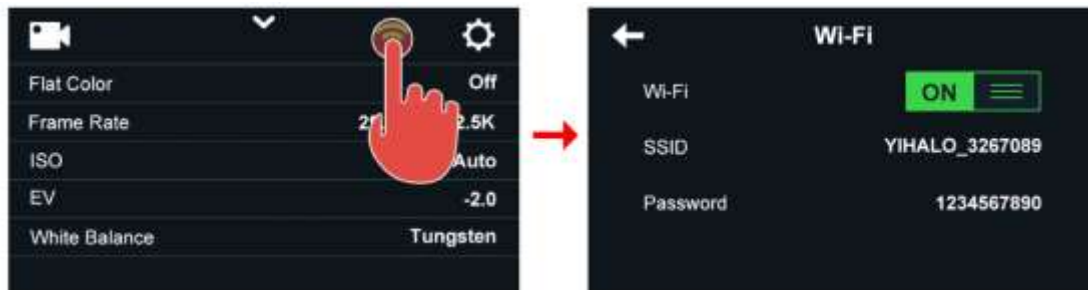 Flat Color Off
Frame Rate 2.5K
ISO Auto
EV -2.0
White Balance Tungsten
Wi-Fi
Wi-Fi ON
SSID YIHALO_3267089
Password 1234567890